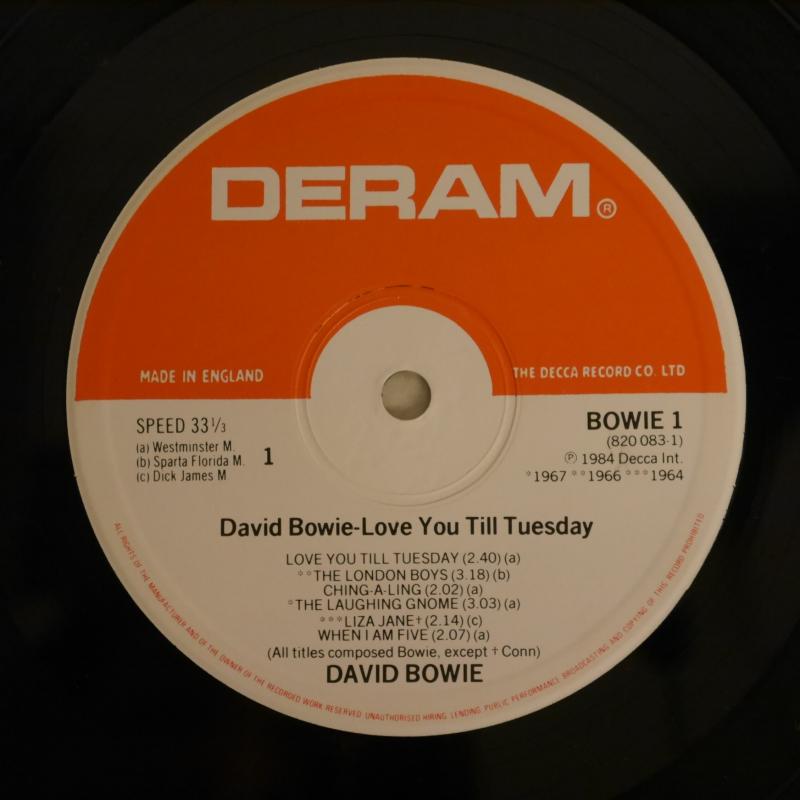 DERAM®
MADE IN ENGLAND
THE DECCA RECORD CO. LTD
SPEED 33 1/3
(a) Westminster M.
(b) Sparta Florida M.
(c) Dick James M
1
BOWIE 1
(820 083-1)
℗ 1984 Decca Int.
*1967 **1966 ***1964
David Bowie-Love You Till Tuesday
LOVE YOU TILL TUESDAY (2.40) (a)
**THE LONDON BOYS (3.18) (b)
CHING-A-LING (2.02) (a)
*THE LAUGHING GNOME (3.03) (a)
***LIZA JANE† (2.14) (c)
WHEN I AM FIVE (2.07) (a)
(All titles composed Bowie, except † Conn)
DAVID BOWIE
ALL RIGHTS OF THE MANUFACTURER AND OF THE OWNER OF THE RECORDED WORK RESERVED UNAUTHORISED HIRING, LENDING, PUBLIC PERFORMANCE, BROADCASTING AND COPYING OF THIS RECORD PROHIBITED